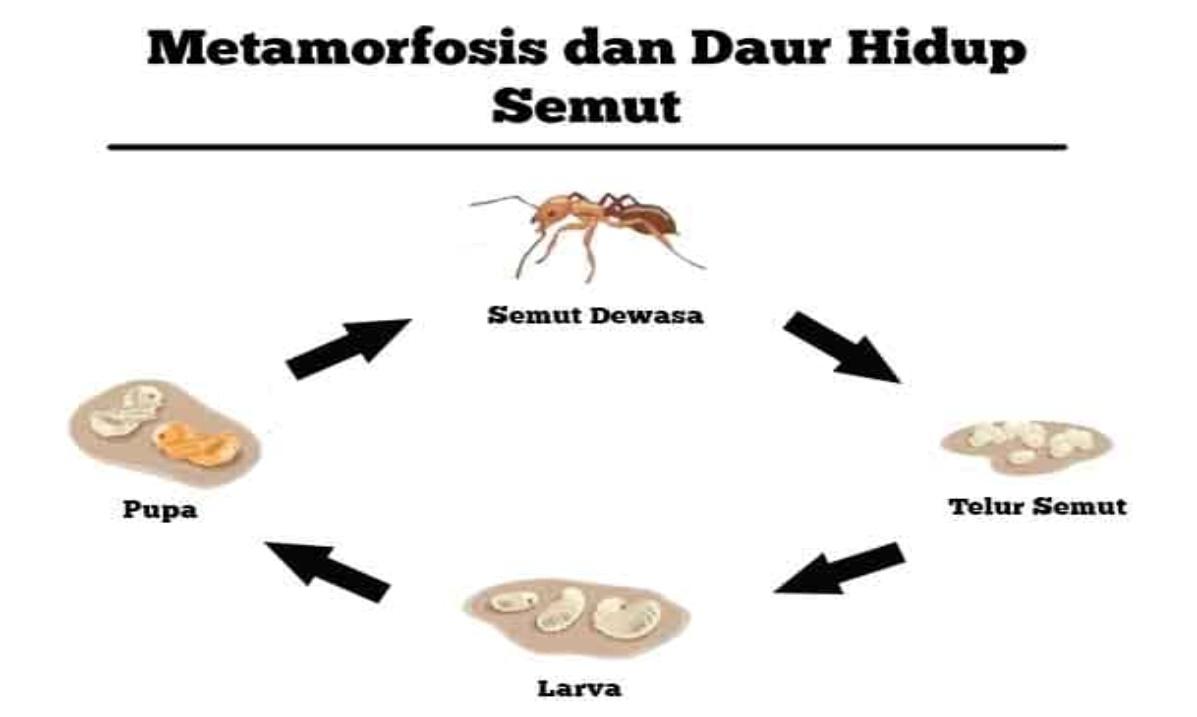 Metamorfosis dan Daur Hidup
Semut
Semut Dewasa
Pupa
Telur Semut
Larva